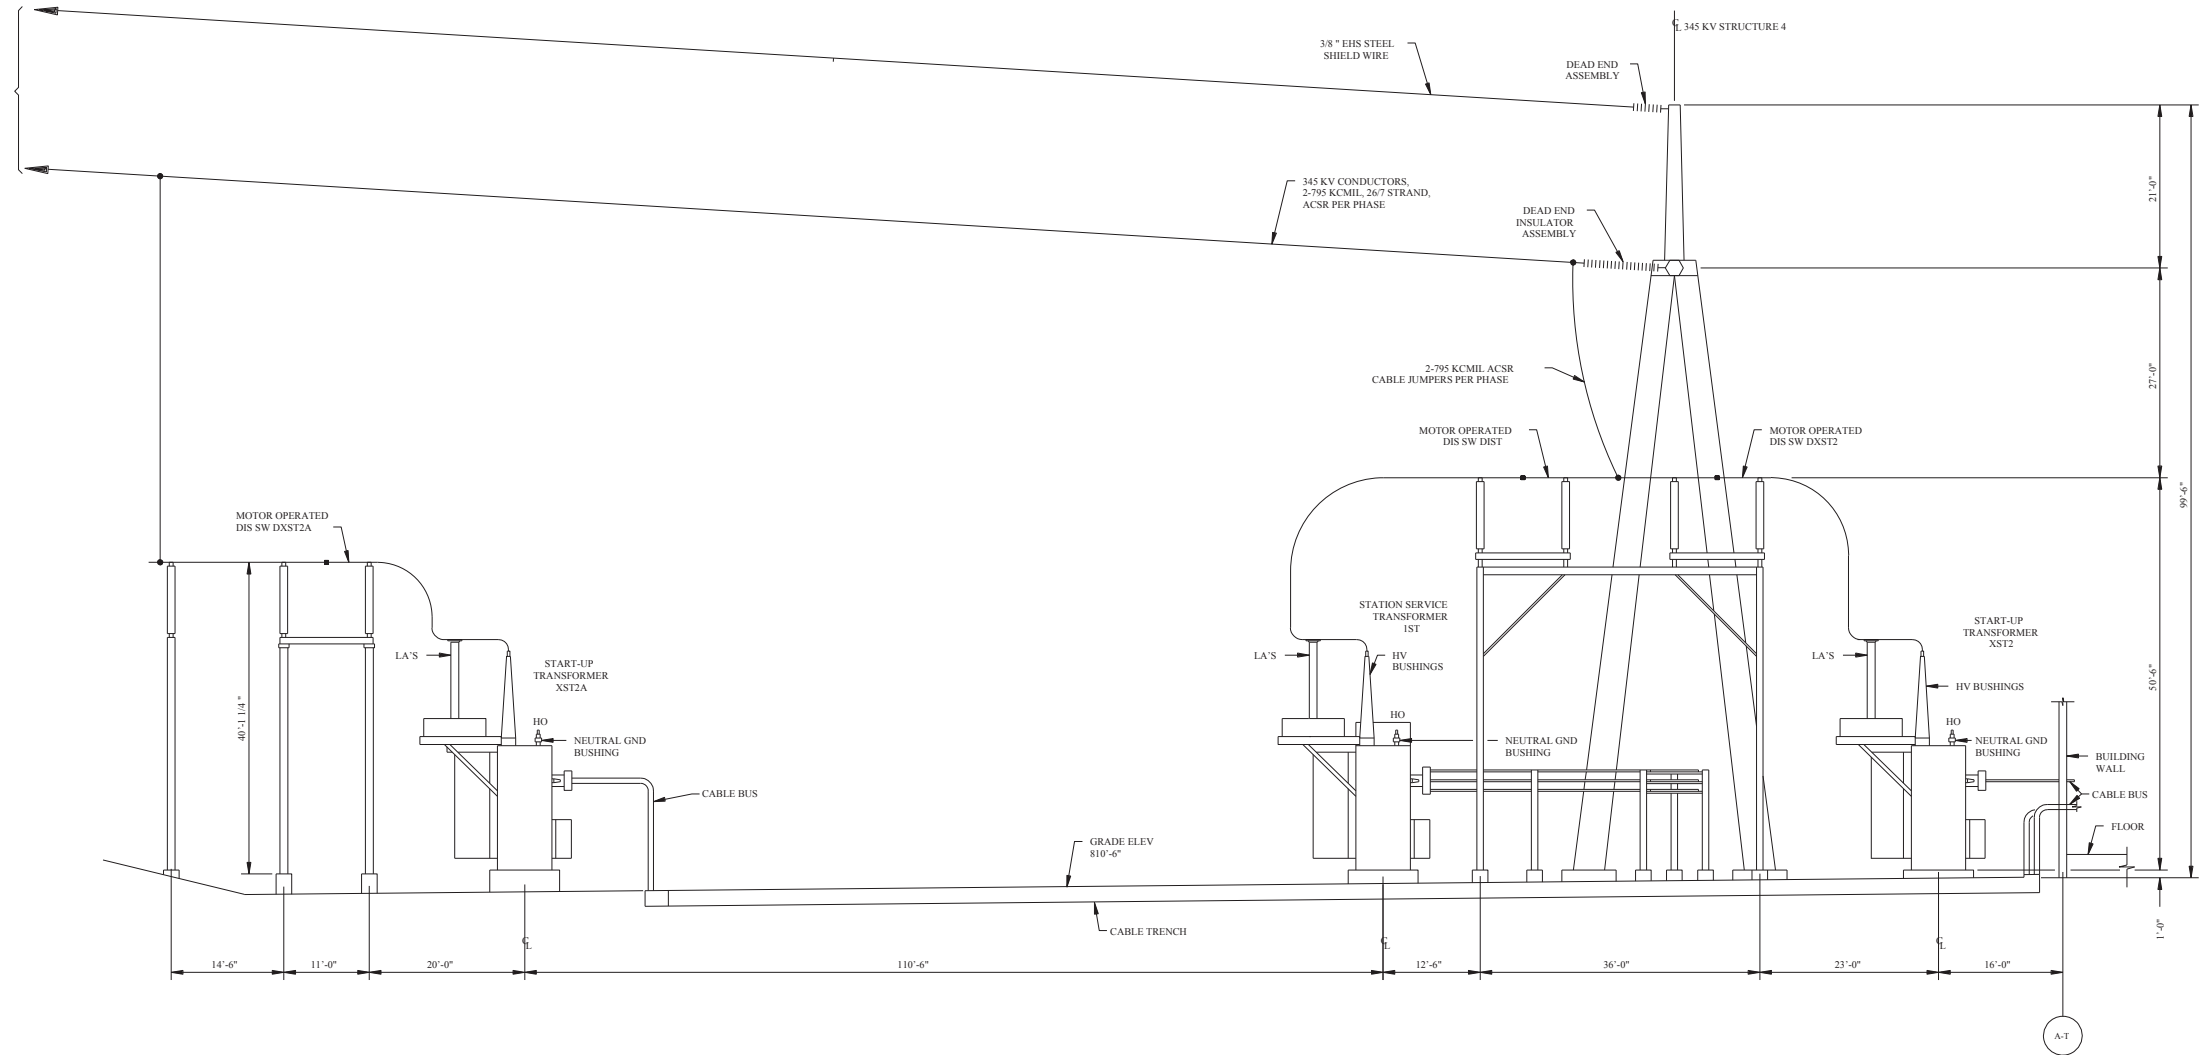 ℄ 345 KV STRUCTURE 4
3/8 " EHS STEEL
SHIELD WIRE
DEAD END
ASSEMBLY
345 KV CONDUCTORS,
2-795 KCMIL, 26/7 STRAND,
ACSR PER PHASE
DEAD END
INSULATOR
ASSEMBLY
21'-0"
27'-0"
99'-6"
50'-6"
1'-0"
2-795 KCMIL ACSR
CABLE JUMPERS PER PHASE
MOTOR OPERATED
DIS SW DIST
MOTOR OPERATED
DIS SW DXST2
MOTOR OPERATED
DIS SW DXST2A
40'-1 1/4 "
LA'S
START-UP
TRANSFORMER
XST2A
HO
NEUTRAL GND
BUSHING
CABLE BUS
STATION SERVICE
TRANSFORMER
1ST
LA'S
HV
BUSHINGS
HO
NEUTRAL GND
BUSHING
START-UP
TRANSFORMER
XST2
LA'S
HV BUSHINGS
HO
NEUTRAL GND
BUSHING
BUILDING
WALL
CABLE BUS
FLOOR
GRADE ELEV
810'-6"
CABLE TRENCH
℄
℄
℄
14'-6"
11'-0"
20'-0"
110'-6"
12'-6"
36'-0"
23'-0"
16'-0"
A-T